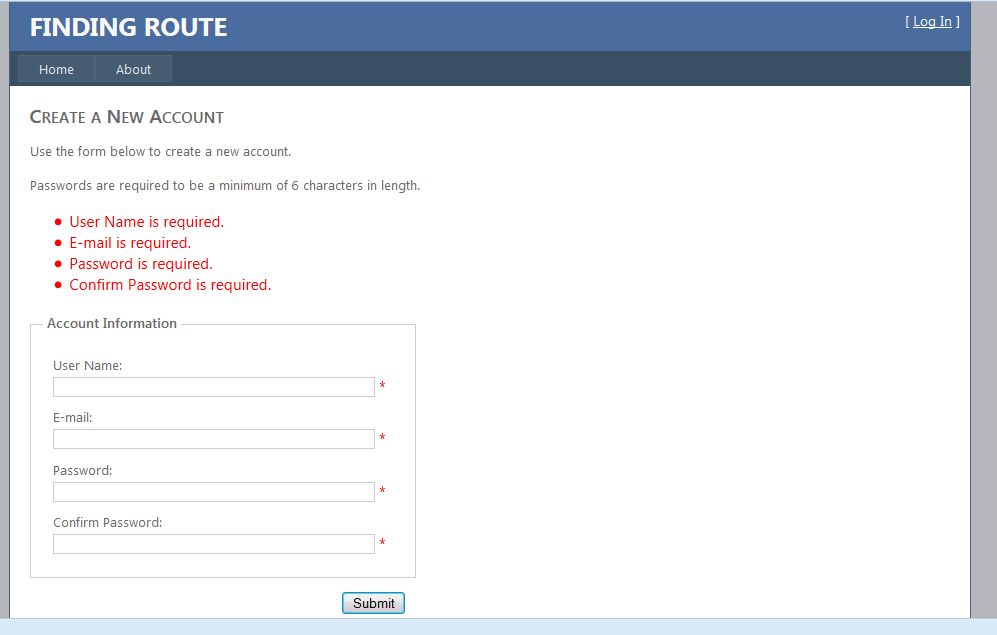 FINDING ROUTE
[ Log In ]
Home About
CREATE A NEW ACCOUNT
Use the form below to create a new account.
Passwords are required to be a minimum of 6 characters in length.
• User Name is required.
• E-mail is required.
• Password is required.
• Confirm Password is required.
Account Information
User Name:
*
E-mail:
*
Password:
*
Confirm Password:
*
Submit